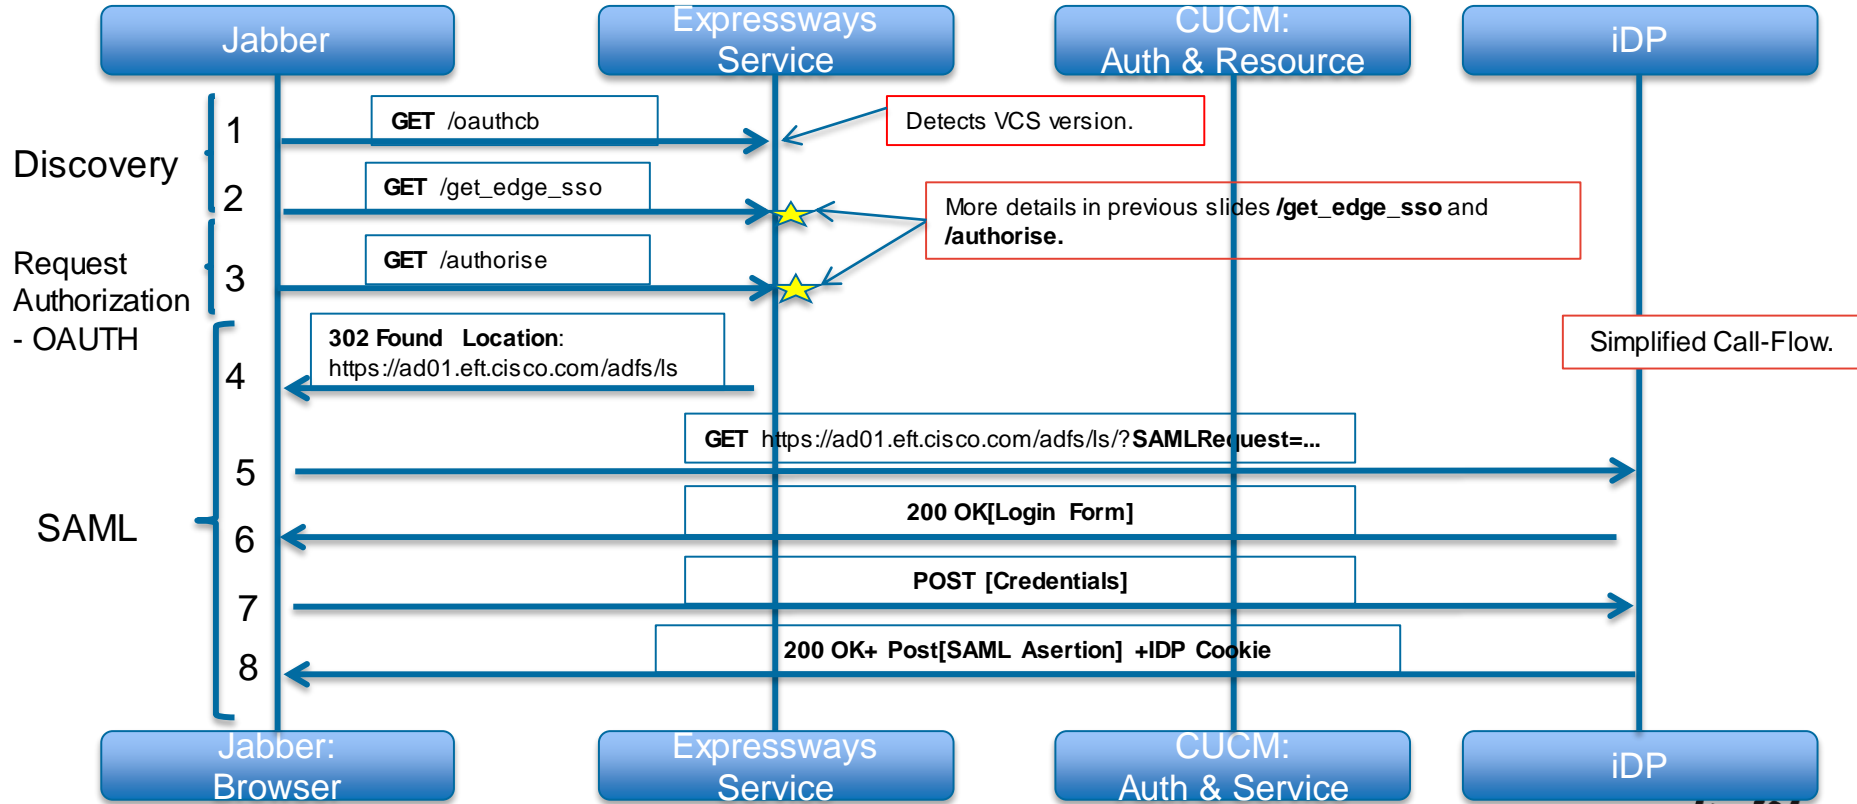 Jabber
Expressways
Service
CUCM:
Auth & Resource
iDP
Discovery
1
GET /oauthcb
Detects VCS version.
2
GET /get_edge_sso
More details in previous slides /get_edge_sso and
/authorise.
Request
Authorization
- OAUTH
3
GET /authorise
302 Found Location:
https://ad01.eft.cisco.com/adfs/ls
Simplified Call-Flow.
4
GET https://ad01.eft.cisco.com/adfs/ls/?SAMLRequest=...
5
SAML
200 OK[Login Form]
6
POST [Credentials]
7
200 OK+ Post[SAML Asertion] +IDP Cookie
8
Jabber:
Browser
Expressways
Service
CUCM:
Auth & Service
iDP